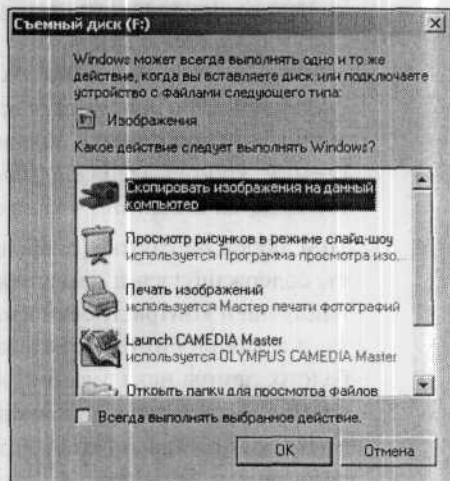 Съемный диск (F:)
Windows может всегда выполнять одно и то же
действие, когда вы вставляете диск или подключаете
устройство с файлами следующего типа:
Изображения
Какое действие следует выполнять Windows?
Скопировать изображения на данный
компьютер
Просмотр рисунков в режиме слайд-шоу
используется Программа просмотра изо...
Печать изображений
используется Мастер печати фотографий
Launch CAMEDIA Master
используется OLYMPUS CAMEDIA Master
Открыть папку для просмотра файлов
Всегда выполнять выбранное действие.
OK
Отмена